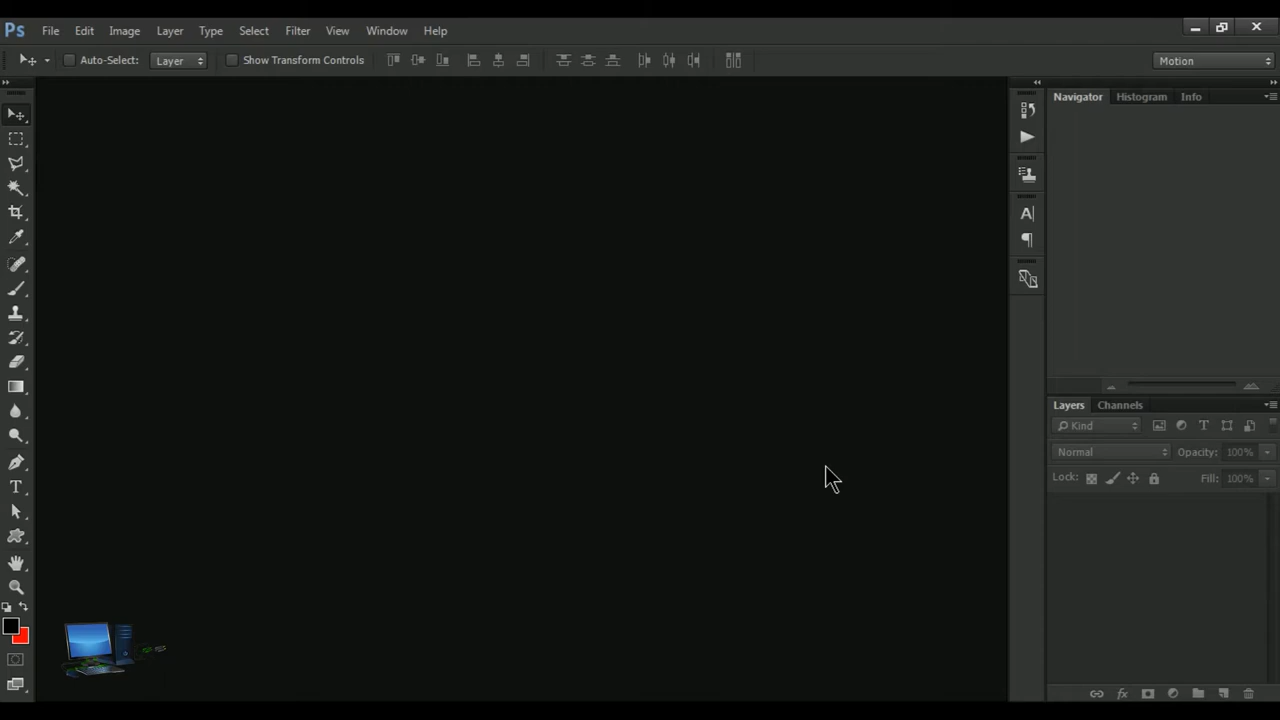 Ps File Edit Image Layer Type Select Filter View Window Help
Auto-Select: Layer Show Transform Controls Motion
Navigator Histogram Info
Layers Channels
Kind T
Normal Opacity: 100%
Lock: Fill: 100%
A
¶
T
fx